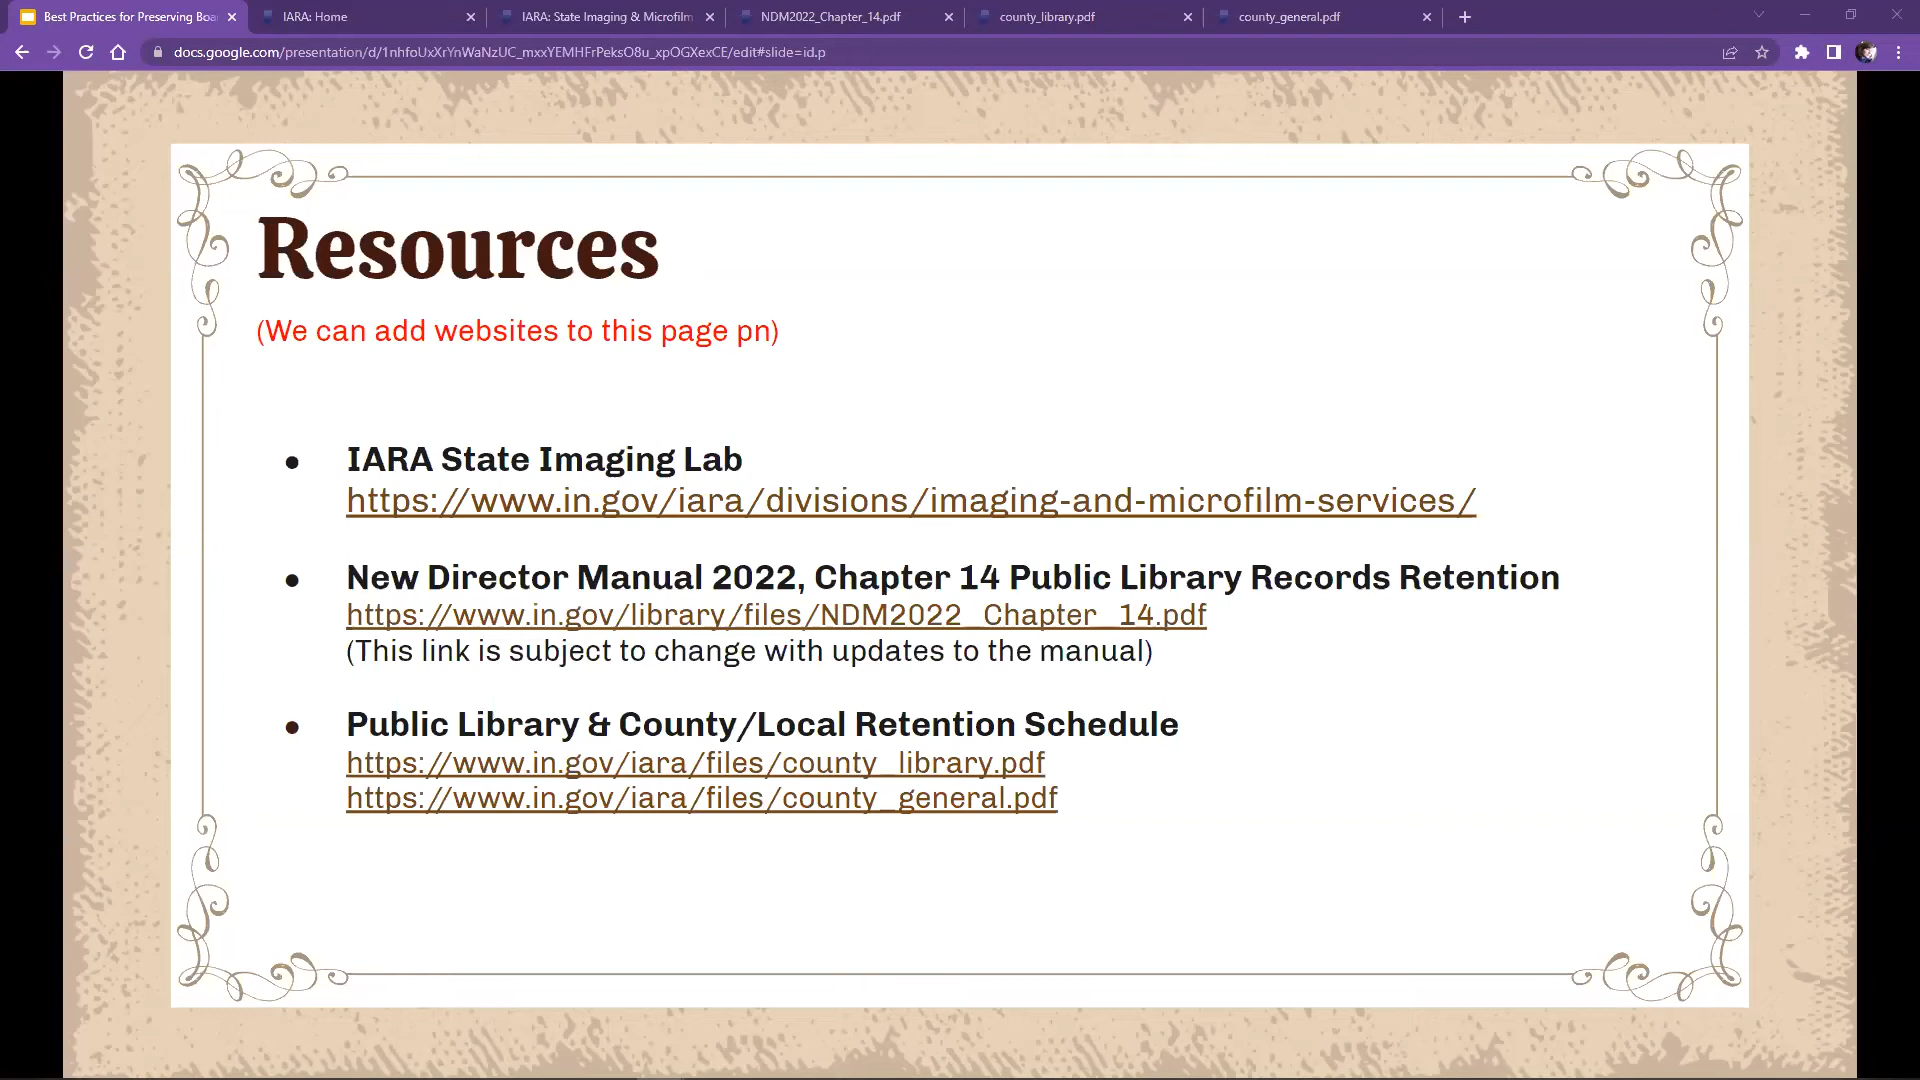 Best Practices for Preserving Boa
IARA: Home
IARA: State Imaging & Microfilm
NDM2022_Chapter_14.pdf
county_library.pdf
county_general.pdf
docs.google.com/presentation/d/1nhfoUxXrYnWaNzUC_mxxYEMHFrPeksO8u_xpOGXexCE/edit#slide=id.p
Resources
(We can add websites to this page pn)
● IARA State Imaging Lab
https://www.in.gov/iara/divisions/imaging-and-microfilm-services/
● New Director Manual 2022, Chapter 14 Public Library Records Retention
https://www.in.gov/library/files/NDM2022_Chapter_14.pdf
(This link is subject to change with updates to the manual)
● Public Library & County/Local Retention Schedule
https://www.in.gov/iara/files/county_library.pdf
https://www.in.gov/iara/files/county_general.pdf